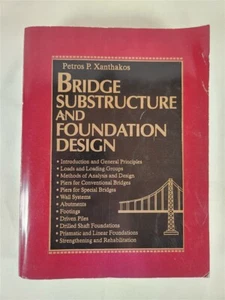 Petros P. Xanthakos
BRIDGE
SUBSTRUCTURE
AND
FOUNDATION
DESIGN
• Introduction and General Principles
• Loads and Loading Groups
• Methods of Analysis and Design
• Piers for Conventional Bridges
• Piers for Special Bridges
• Wall Systems
• Abutments
• Footings
• Driven Piles
• Drilled Shaft Foundations
• Prismatic and Linear Foundations
• Strengthening and Rehabilitation